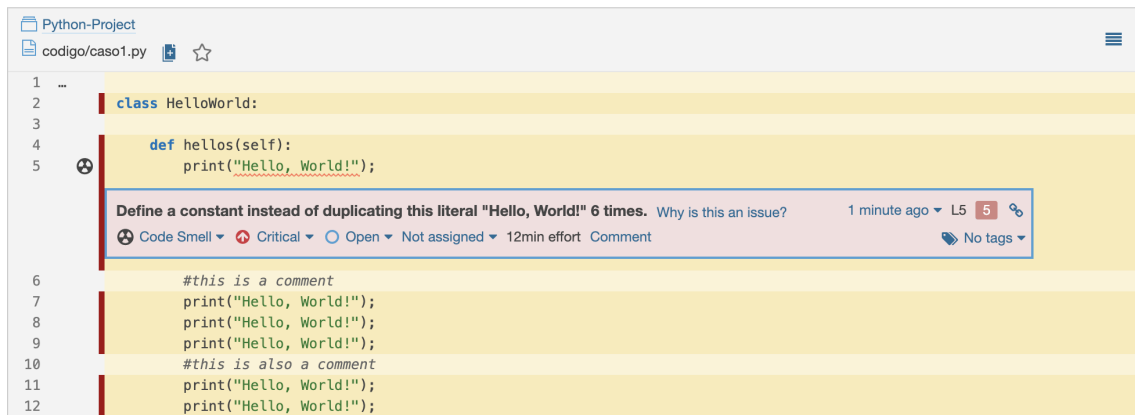 Python-Project
codigo/caso1.py
1 …
2 class HelloWorld:
3
4 def hellos(self):
5 print("Hello, World!");
Define a constant instead of duplicating this literal "Hello, World!" 6 times. Why is this an issue? 1 minute ago L5 5
Code Smell Critical Open Not assigned 12min effort Comment No tags
6 #this is a comment
7 print("Hello, World!");
8 print("Hello, World!");
9 print("Hello, World!");
10 #this is also a comment
11 print("Hello, World!");
12 print("Hello, World!");